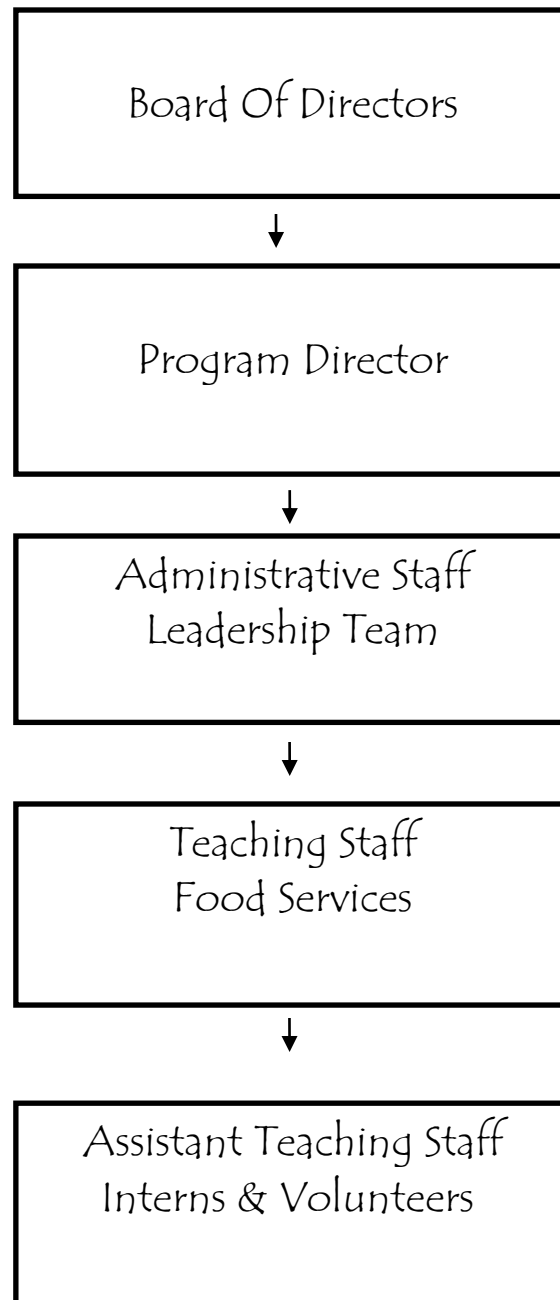 Board Of Directors
Program Director
Administrative Staff
Leadership Team
Teaching Staff
Food Services
Assistant Teaching Staff
Interns & Volunteers